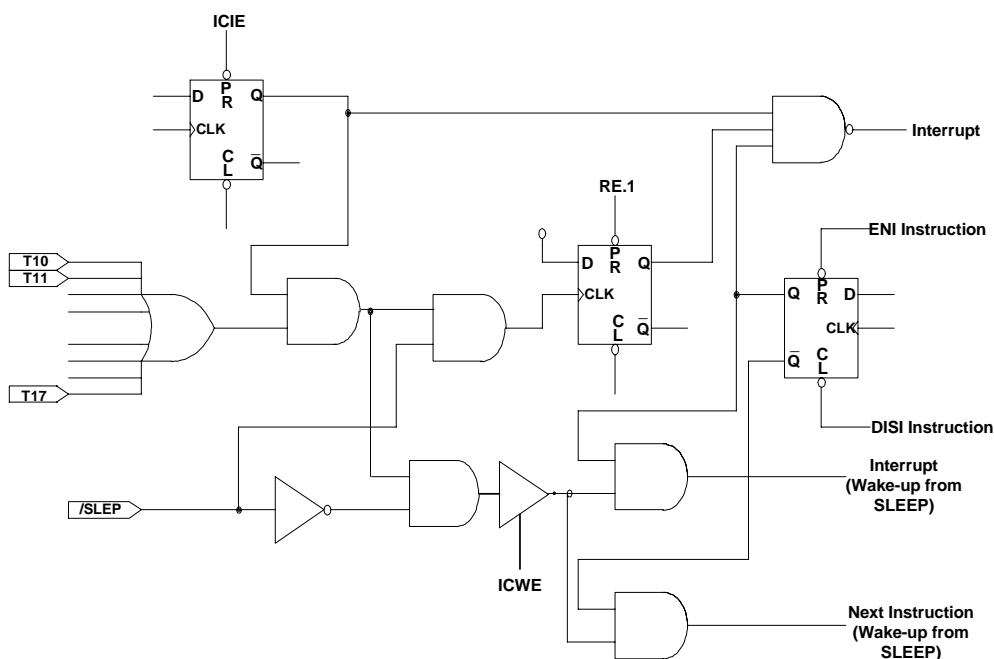 ICIE
P
R
D
Q
CLK
C
L
Q
Interrupt
RE.1
P
R
D
Q
CLK
C
L
Q
ENI Instruction
P
R
Q
D
CLK
C
L
Q
DISI Instruction
T10
T11
T17
/SLEP
ICWE
Interrupt
(Wake-up from
SLEEP)
Next Instruction
(Wake-up from
SLEEP)